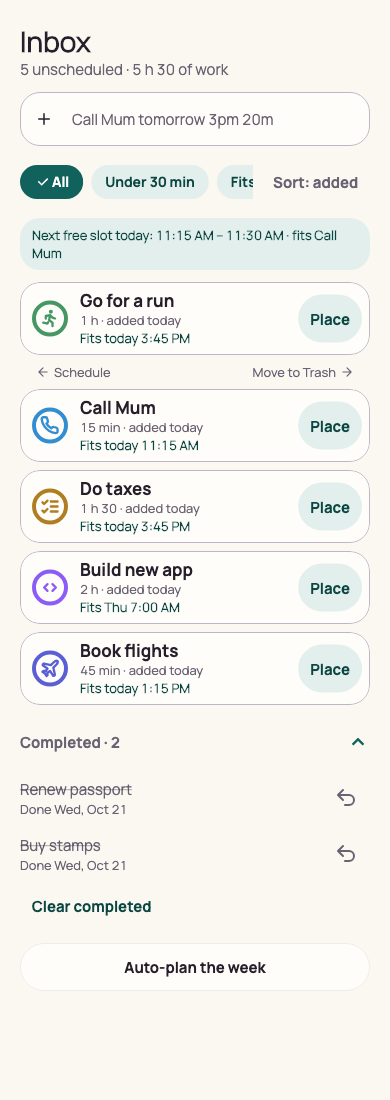 Inbox
5 unscheduled · 5 h 30 of work
Call Mum tomorrow 3pm 20m
All
Under 30 min
Fits
Sort: added
Next free slot today: 11:15 AM – 11:30 AM · fits Call
Mum
Go for a run
1 h · added today
Fits today 3:45 PM
Place
Schedule
Move to Trash
Call Mum
15 min · added today
Fits today 11:15 AM
Place
Do taxes
1 h 30 · added today
Fits today 3:45 PM
Place
Build new app
2 h · added today
Fits Thu 7:00 AM
Place
Book flights
45 min · added today
Fits today 1:15 PM
Place
Completed · 2
Renew passport
Done Wed, Oct 21
Buy stamps
Done Wed, Oct 21
Clear completed
Auto-plan the week